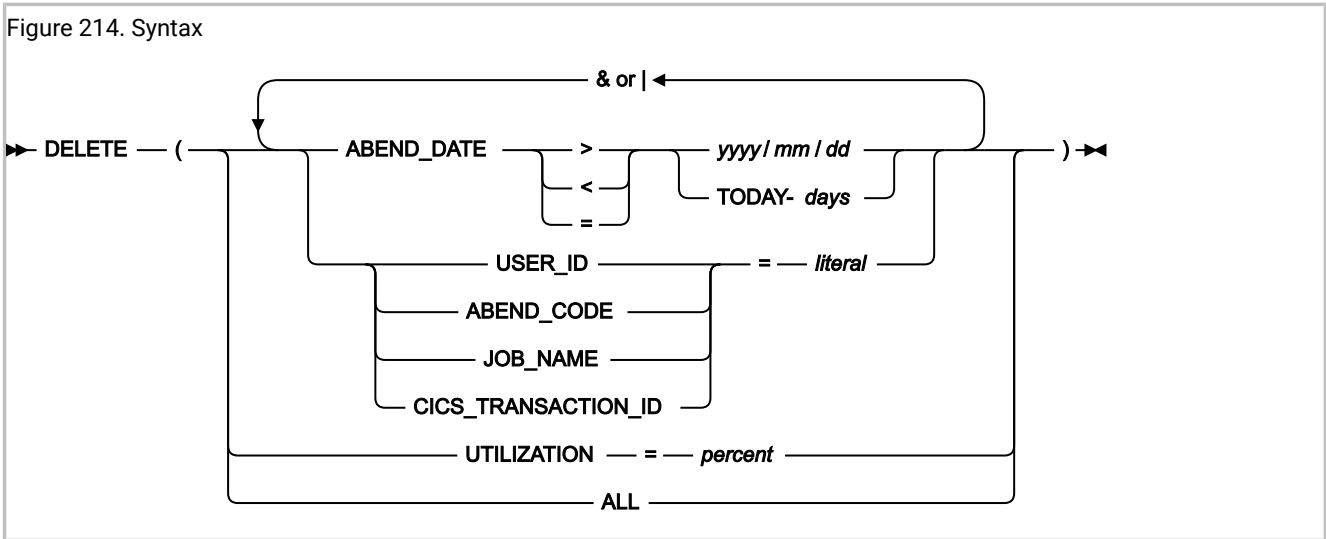 Figure 214. Syntax
& or |
DELETE ( ABEND_DATE > yyyy / mm / dd )
< TODAY- days
=
USER_ID = literal
ABEND_CODE
JOB_NAME
CICS_TRANSACTION_ID
UTILIZATION = percent
ALL